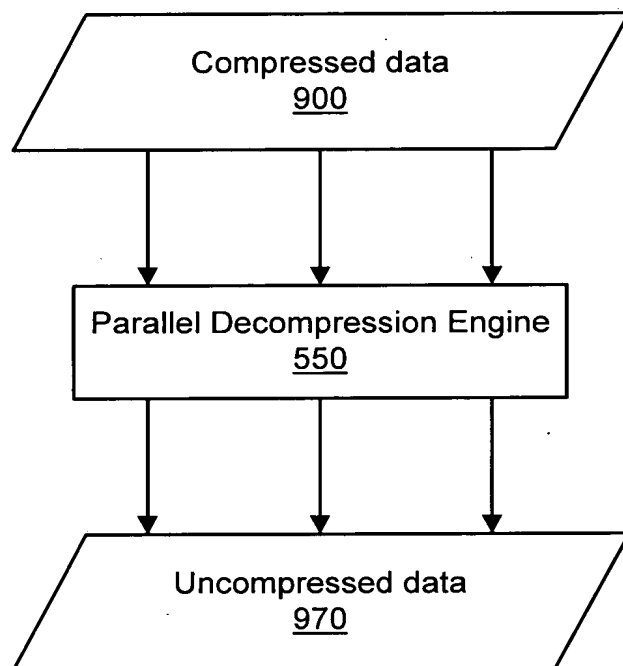 Compressed data
900
Parallel Decompression Engine
550
Uncompressed data
970